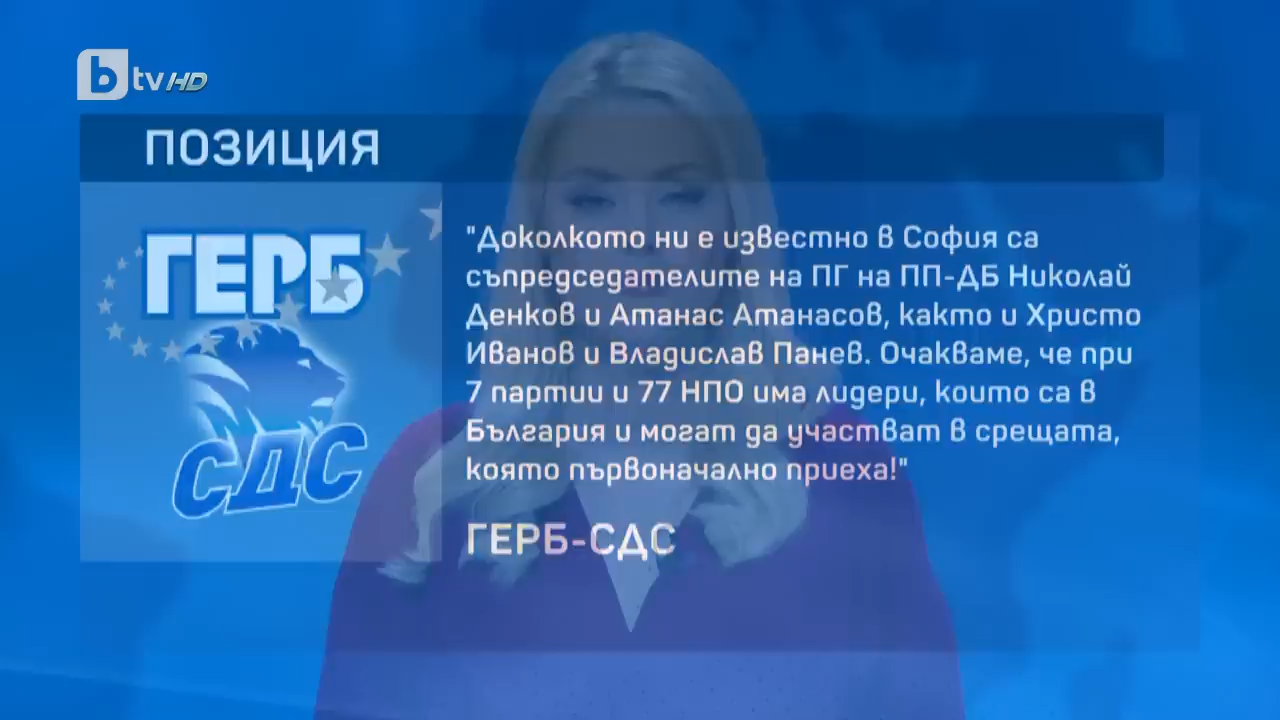 btv HD
ПОЗИЦИЯ
ГЕРБ
СДС
"Доколкото ни е известно в София са
съпредседателите на ПГ на ПП-ДБ Николай
Денков и Атанас Атанасов, както и Христо
Иванов и Владислав Панев. Очакваме, че при
7 партии и 77 НПО има лидери, които са в
България и могат да участват в срещата,
която първоначално приеха!"
ГЕРБ-СДС